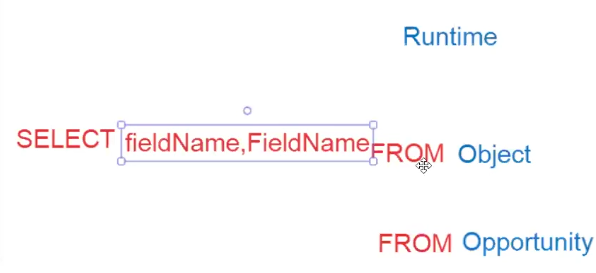 Runtime
SELECT fieldName,FieldName FROM Object
FROM Opportunity